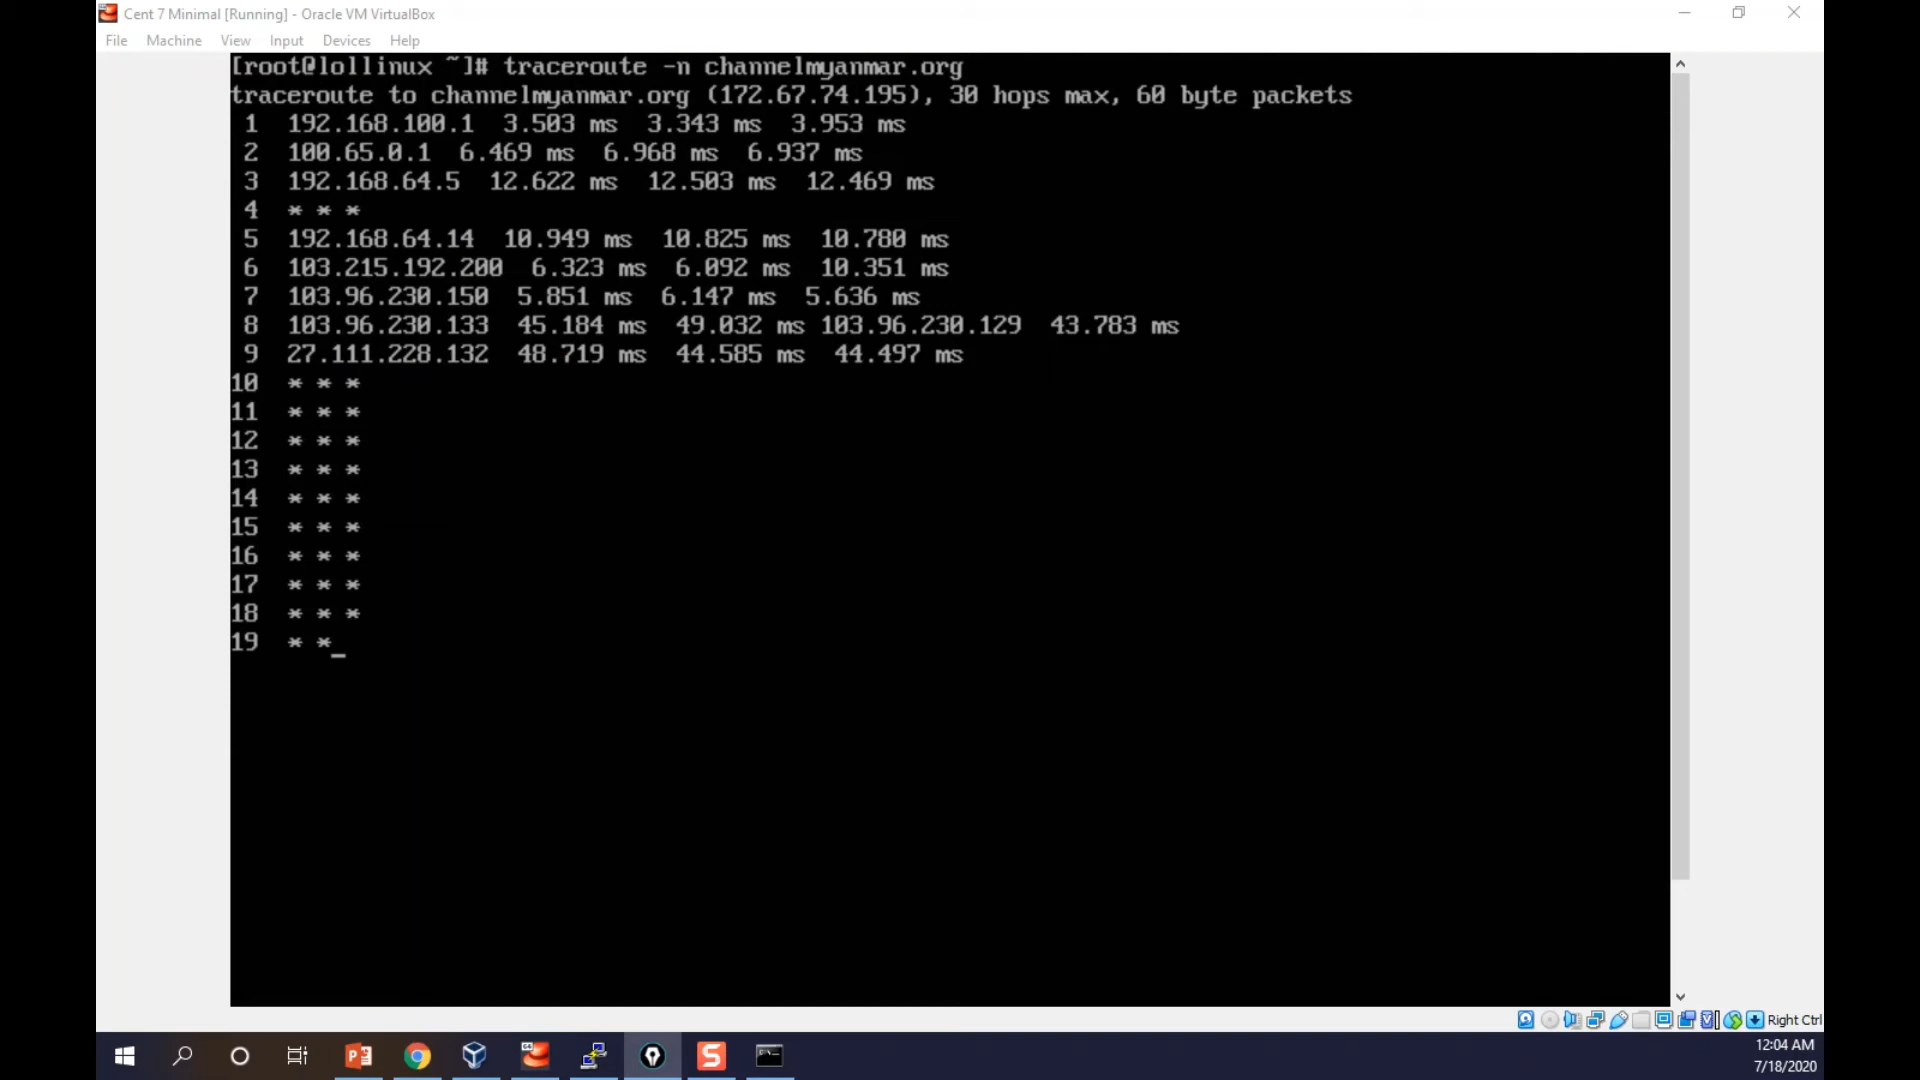 Cent 7 Minimal [Running] - Oracle VM VirtualBox
File Machine View Input Devices Help
[root@lollinux ~]# traceroute -n channelmyanmar.org
traceroute to channelmyanmar.org (172.67.74.195), 30 hops max, 60 byte packets
1 192.168.100.1 3.503 ms 3.343 ms 3.953 ms
2 100.65.0.1 6.469 ms 6.968 ms 6.937 ms
3 192.168.64.5 12.622 ms 12.503 ms 12.469 ms
4 * * *
5 192.168.64.14 10.949 ms 10.825 ms 10.780 ms
6 103.215.192.200 6.323 ms 6.092 ms 10.351 ms
7 103.96.230.150 5.851 ms 6.147 ms 5.636 ms
8 103.96.230.133 45.184 ms 49.032 ms 103.96.230.129 43.783 ms
9 27.111.228.132 48.719 ms 44.585 ms 44.497 ms
10 * * *
11 * * *
12 * * *
13 * * *
14 * * *
15 * * *
16 * * *
17 * * *
18 * * *
19 * *_
Right Ctrl
12:04 AM
7/18/2020